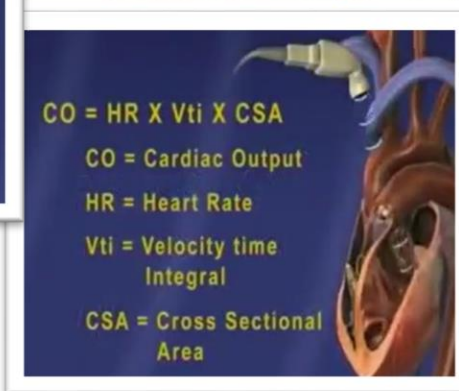 CO = HR X Vti X CSA
CO = Cardiac Output
HR = Heart Rate
Vti = Velocity time
Integral
CSA = Cross Sectional
Area